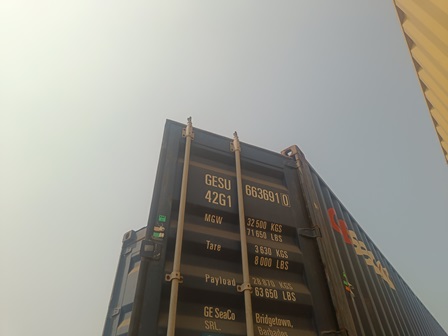 GESU 663691 0
42G1
MGW 32 500 KGS
71 650 LBS
Tare 3 630 KGS
8 000 LBS
Payload 28 870 KGS
63 650 LBS
GE SeaCo Bridgetown,
SRL. Barbados